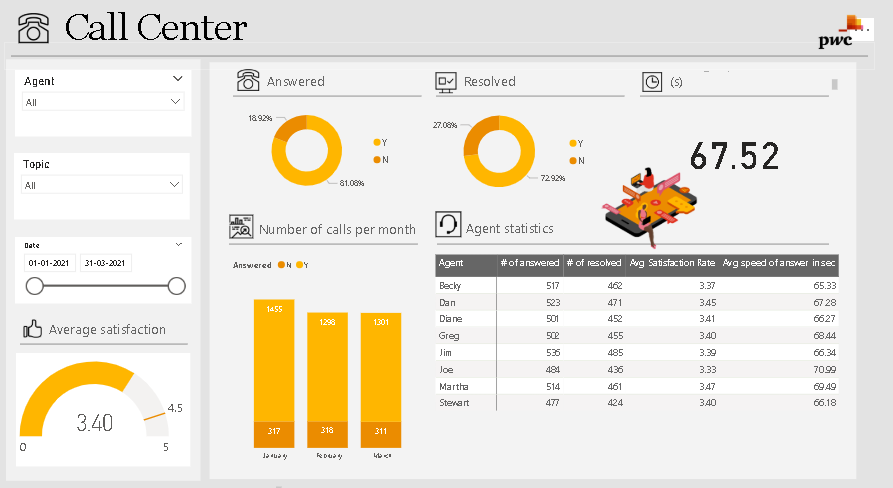 Call Center
pwc
Agent
All
Topic
All
Date
01-01-2021 31-03-2021
Average satisfaction
3.40
4.5
0 5
Answered
18.92%
81.08%
Y
N
Resolved
27.08%
72.92%
Y
N
(s)
67.52
Number of calls per month
Answered N Y
1455 1298 1301
317 318 311
January February March
Agent statistics
Agent # of answered # of resolved Avg Satisfaction Rate Avg speed of answer in sec
Becky 517 462 3.37 65.33
Dan 523 471 3.45 67.28
Diane 501 452 3.41 66.27
Greg 502 455 3.40 68.44
Jim 536 485 3.39 66.34
Joe 484 436 3.33 70.99
Martha 514 461 3.47 69.49
Stewart 477 424 3.40 66.18